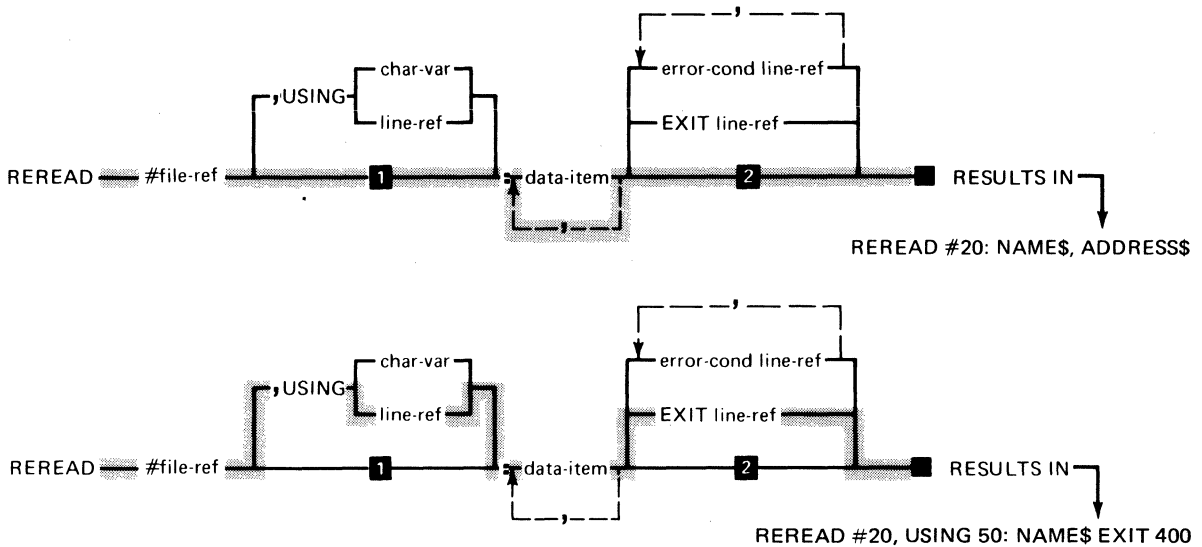 ,
char-var
error-cond line-ref
,USING
line-ref
EXIT line-ref
REREAD #file-ref 1 : data-item 2 RESULTS IN
,
REREAD #20: NAME$, ADDRESS$
,
char-var
error-cond line-ref
,USING
line-ref
EXIT line-ref
REREAD #file-ref 1 : data-item 2 RESULTS IN
,
REREAD #20, USING 50: NAME$ EXIT 400